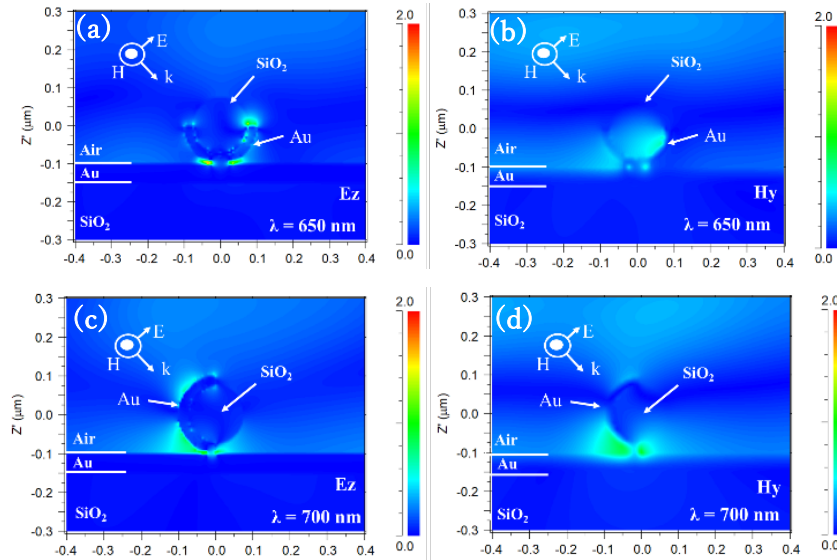 (a)
E
H
k
SiO₂
Au
Air
Au
SiO₂
Ez
λ = 650 nm
Z' (μm)
0.3
0.2
0.1
0.0
-0.1
-0.2
-0.3
-0.4 -0.3 -0.2 -0.1 0.0 0.1 0.2 0.3 0.4
2.0
0.0
(b)
E
H
k
SiO₂
Au
Air
Au
SiO₂
Hy
λ = 650 nm
Z' (μm)
0.3
0.2
0.1
0.0
-0.1
-0.2
-0.3
-0.4 -0.3 -0.2 -0.1 0.0 0.1 0.2 0.3 0.4
2.0
0.0
(c)
E
H
k
SiO₂
Au
Air
Au
SiO₂
Ez
λ = 700 nm
Z' (μm)
0.3
0.2
0.1
0.0
-0.1
-0.2
-0.3
-0.4 -0.3 -0.2 -0.1 0.0 0.1 0.2 0.3 0.4
2.0
0.0
(d)
E
H
k
SiO₂
Au
Air
Au
SiO₂
Hy
λ = 700 nm
Z' (μm)
0.3
0.2
0.1
0.0
-0.1
-0.2
-0.3
-0.4 -0.3 -0.2 -0.1 0.0 0.1 0.2 0.3 0.4
2.0
0.0